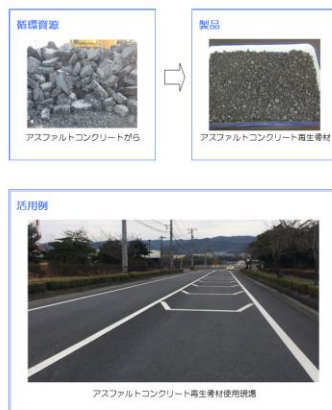 循環資源
製品
アスファルトコンクリートがら
アスファルトコンクリート再生骨材
活用例
アスファルトコンクリート再生骨材使用現場